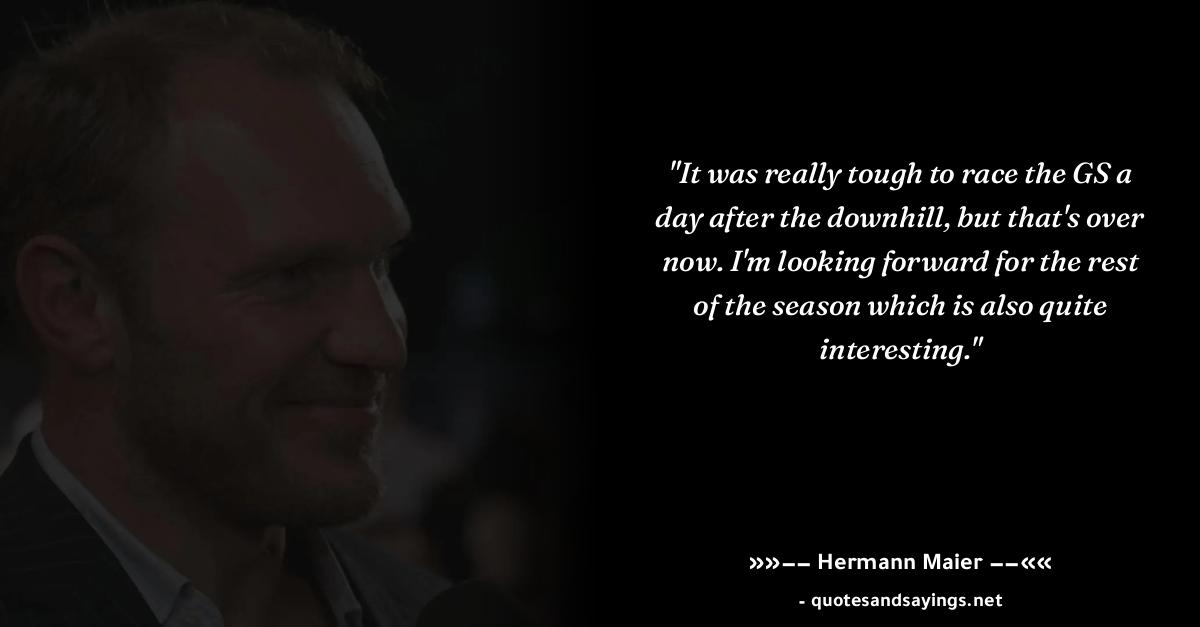 "It was really tough to race the GS a
day after the downhill, but that's over
now. I'm looking forward for the rest
of the season which is also quite
interesting."
»»−− Hermann Maier −−««
- quotesandsayings.net